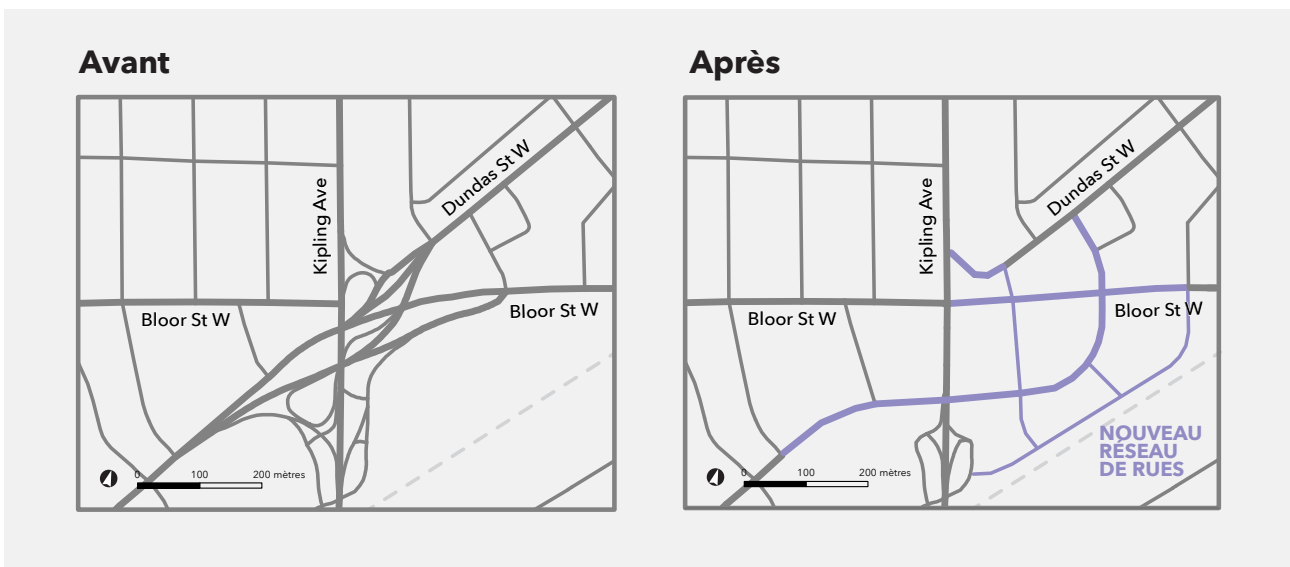 Avant
Kipling Ave
Dundas St W
Bloor St W
Bloor St W
0 100 200 mètres
Après
Kipling Ave
Dundas St W
Bloor St W
Bloor St W
NOUVEAU
RÉSEAU
DE RUES
0 100 200 mètres